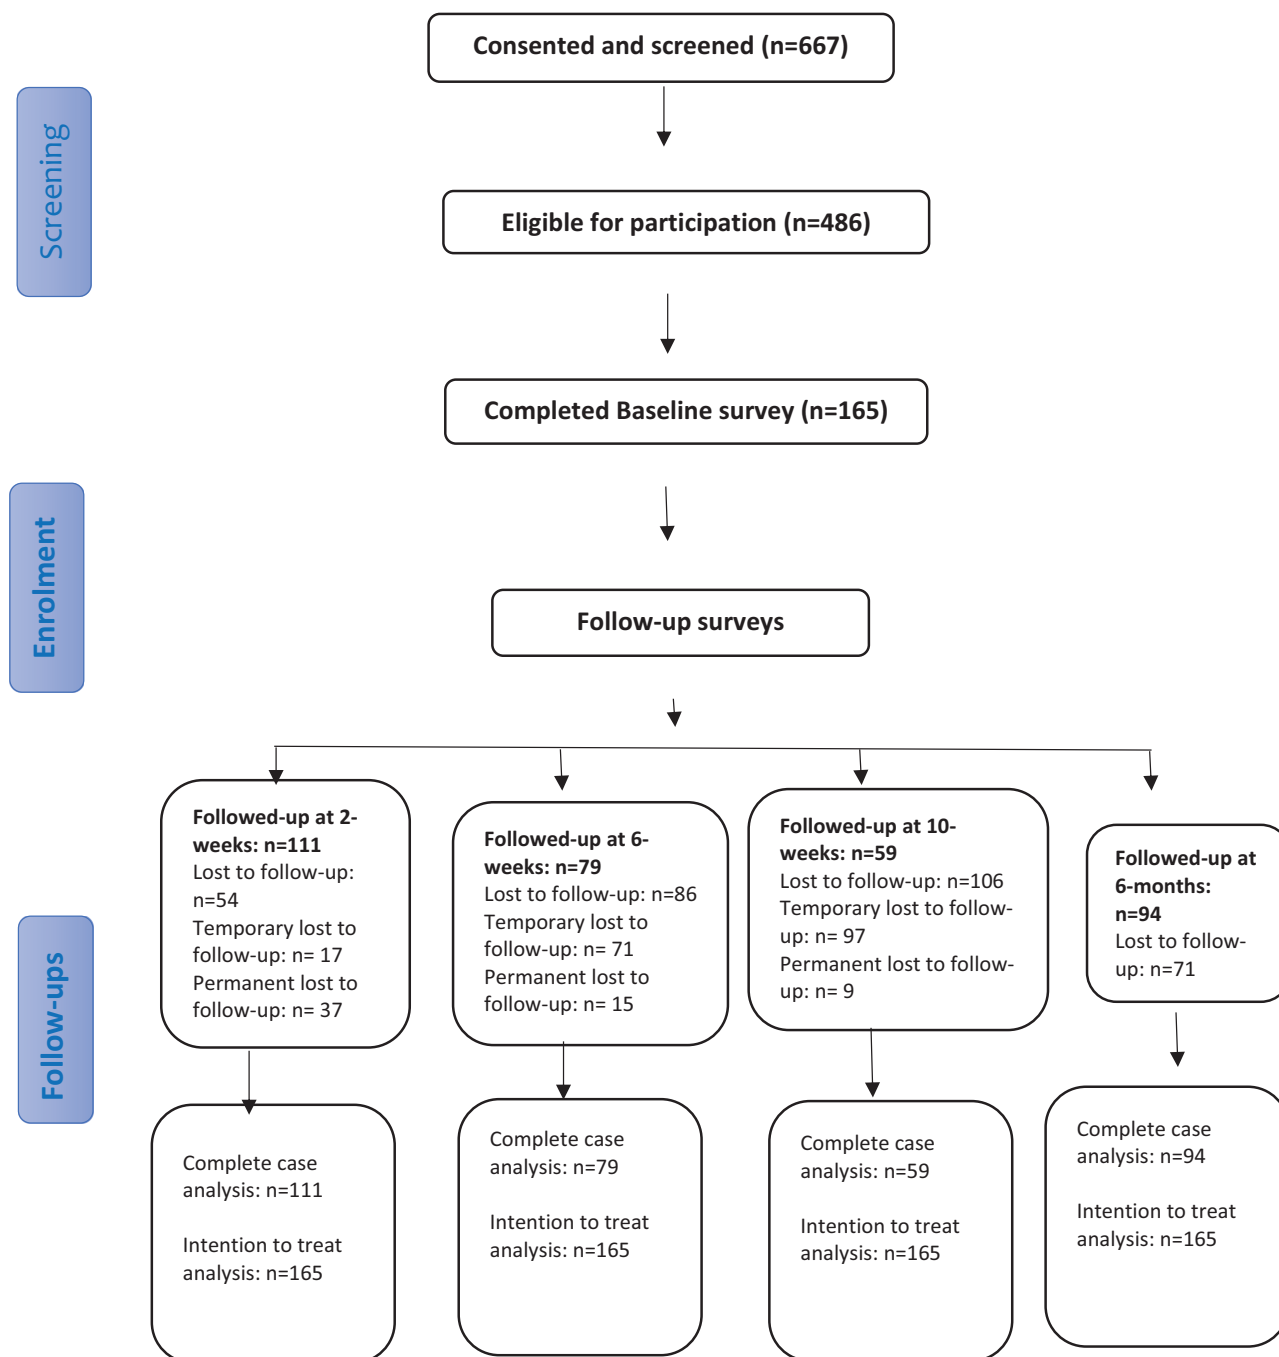 Consented and screened (n=667)
Screening
Eligible for participation (n=486)
Completed Baseline survey (n=165)
Enrolment
Follow-up surveys
Follow-ups
Followed-up at 2-
weeks: n=111
Lost to follow-up:
n=54
Temporary lost to
follow-up: n= 17
Permanent lost to
follow-up: n= 37
Followed-up at 6-
weeks: n=79
Lost to follow-up: n=86
Temporary lost to
follow-up: n= 71
Permanent lost to
follow-up: n= 15
Followed-up at 10-
weeks: n=59
Lost to follow-up: n=106
Temporary lost to follow-
up: n= 97
Permanent lost to follow-
up: n= 9
Followed-up at
6-months:
n=94
Lost to follow-
up: n=71
Complete case
analysis: n=111
Intention to treat
analysis: n=165
Complete case
analysis: n=79
Intention to treat
analysis: n=165
Complete case
analysis: n=59
Intention to treat
analysis: n=165
Complete case
analysis: n=94
Intention to treat
analysis: n=165